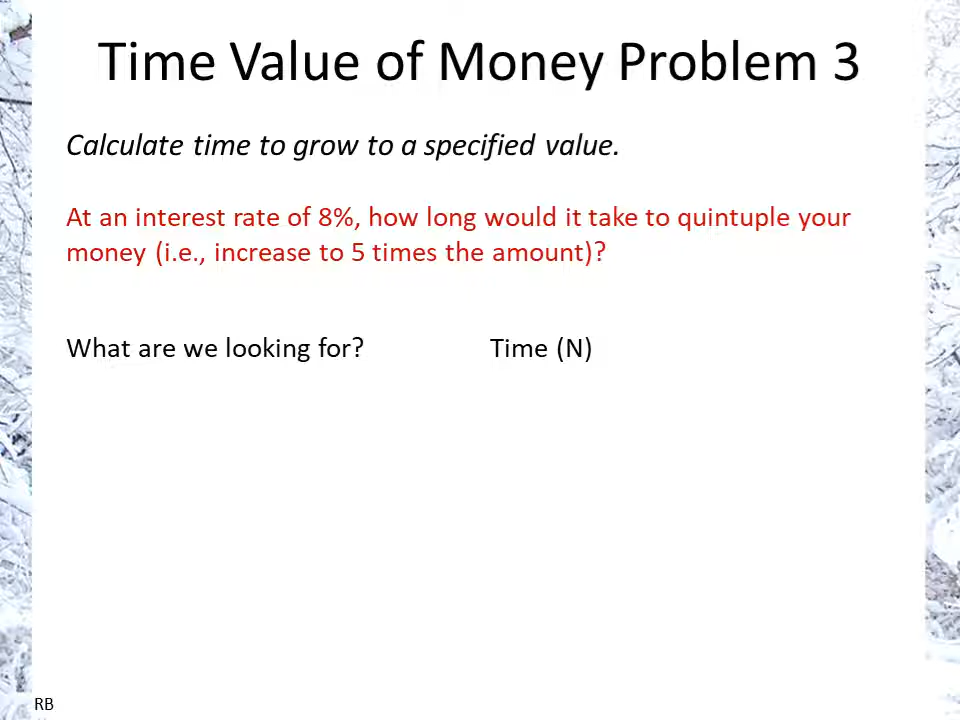 Time Value of Money Problem 3
Calculate time to grow to a specified value.
At an interest rate of 8%, how long would it take to quintuple your
money (i.e., increase to 5 times the amount)?
What are we looking for? Time (N)
RB